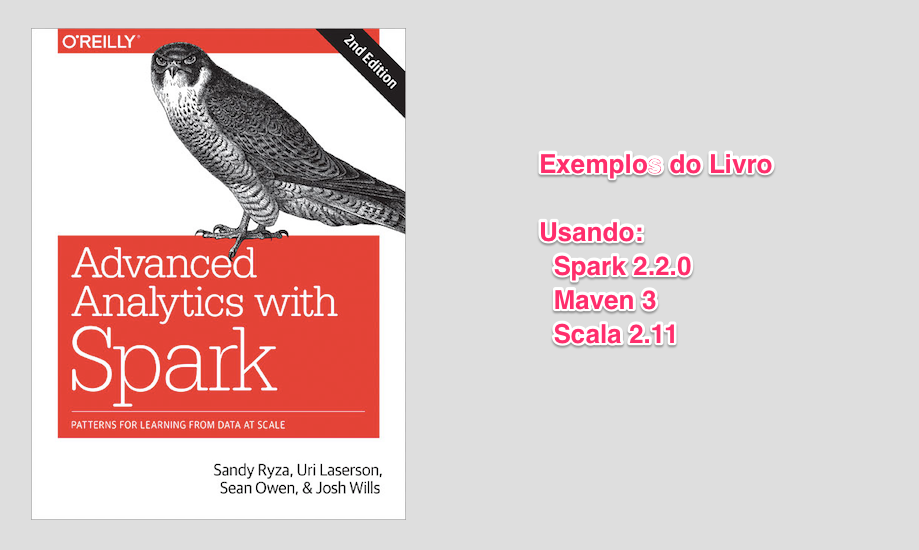 O'REILLY®
2nd Edition
Advanced
Analytics with
Spark
PATTERNS FOR LEARNING FROM DATA AT SCALE
Sandy Ryza, Uri Laserson,
Sean Owen, & Josh Wills
Exemplos do Livro
Usando:
Spark 2.2.0
Maven 3
Scala 2.11